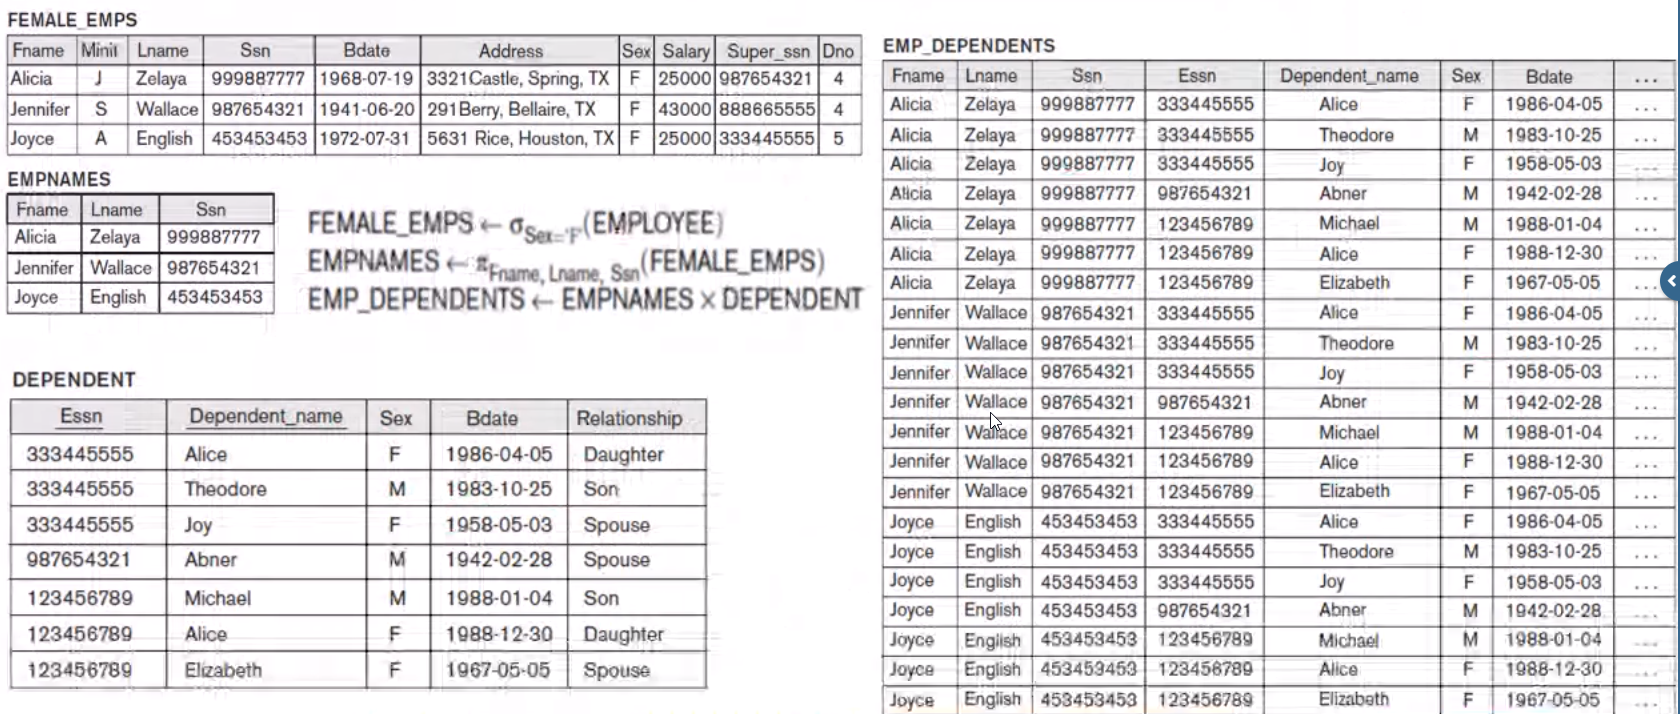 FEMALE_EMPS
Fname Minit Lname Ssn Bdate Address Sex Salary Super_ssn Dno
Alicia J Zelaya 999887777 1968-07-19 3321Castle, Spring, TX F 25000 987654321 4
Jennifer S Wallace 987654321 1941-06-20 291Berry, Bellaire, TX F 43000 888665555 4
Joyce A English 453453453 1972-07-31 5631 Rice, Houston, TX F 25000 333445555 5
EMPNAMES
Fname Lname Ssn
Alicia Zelaya 999887777
Jennifer Wallace 987654321
Joyce English 453453453
FEMALE_EMPS ← σSex='F'(EMPLOYEE)
EMPNAMES ← πFname, Lname, Ssn(FEMALE_EMPS)
EMP_DEPENDENTS ← EMPNAMES × DEPENDENT
DEPENDENT
Essn Dependent_name Sex Bdate Relationship
333445555 Alice F 1986-04-05 Daughter
333445555 Theodore M 1983-10-25 Son
333445555 Joy F 1958-05-03 Spouse
987654321 Abner M 1942-02-28 Spouse
123456789 Michael M 1988-01-04 Son
123456789 Alice F 1988-12-30 Daughter
123456789 Elizabeth F 1967-05-05 Spouse
EMP_DEPENDENTS
Fname Lname Ssn Essn Dependent_name Sex Bdate ...
Alicia Zelaya 999887777 333445555 Alice F 1986-04-05 ...
Alicia Zelaya 999887777 333445555 Theodore M 1983-10-25 ...
Alicia Zelaya 999887777 333445555 Joy F 1958-05-03 ...
Alicia Zelaya 999887777 987654321 Abner M 1942-02-28 ...
Alicia Zelaya 999887777 123456789 Michael M 1988-01-04 ...
Alicia Zelaya 999887777 123456789 Alice F 1988-12-30 ...
Alicia Zelaya 999887777 123456789 Elizabeth F 1967-05-05 ...
Jennifer Wallace 987654321 333445555 Alice F 1986-04-05 ...
Jennifer Wallace 987654321 333445555 Theodore M 1983-10-25 ...
Jennifer Wallace 987654321 333445555 Joy F 1958-05-03 ...
Jennifer Wallace 987654321 987654321 Abner M 1942-02-28 ...
Jennifer Wallace 987654321 123456789 Michael M 1988-01-04 ...
Jennifer Wallace 987654321 123456789 Alice F 1988-12-30 ...
Jennifer Wallace 987654321 123456789 Elizabeth F 1967-05-05 ...
Joyce English 453453453 333445555 Alice F 1986-04-05 ...
Joyce English 453453453 333445555 Theodore M 1983-10-25 ...
Joyce English 453453453 333445555 Joy F 1958-05-03 ...
Joyce English 453453453 987654321 Abner M 1942-02-28 ...
Joyce English 453453453 123456789 Michael M 1988-01-04 ...
Joyce English 453453453 123456789 Alice F 1988-12-30 ...
Joyce English 453453453 123456789 Elizabeth F 1967-05-05 ...